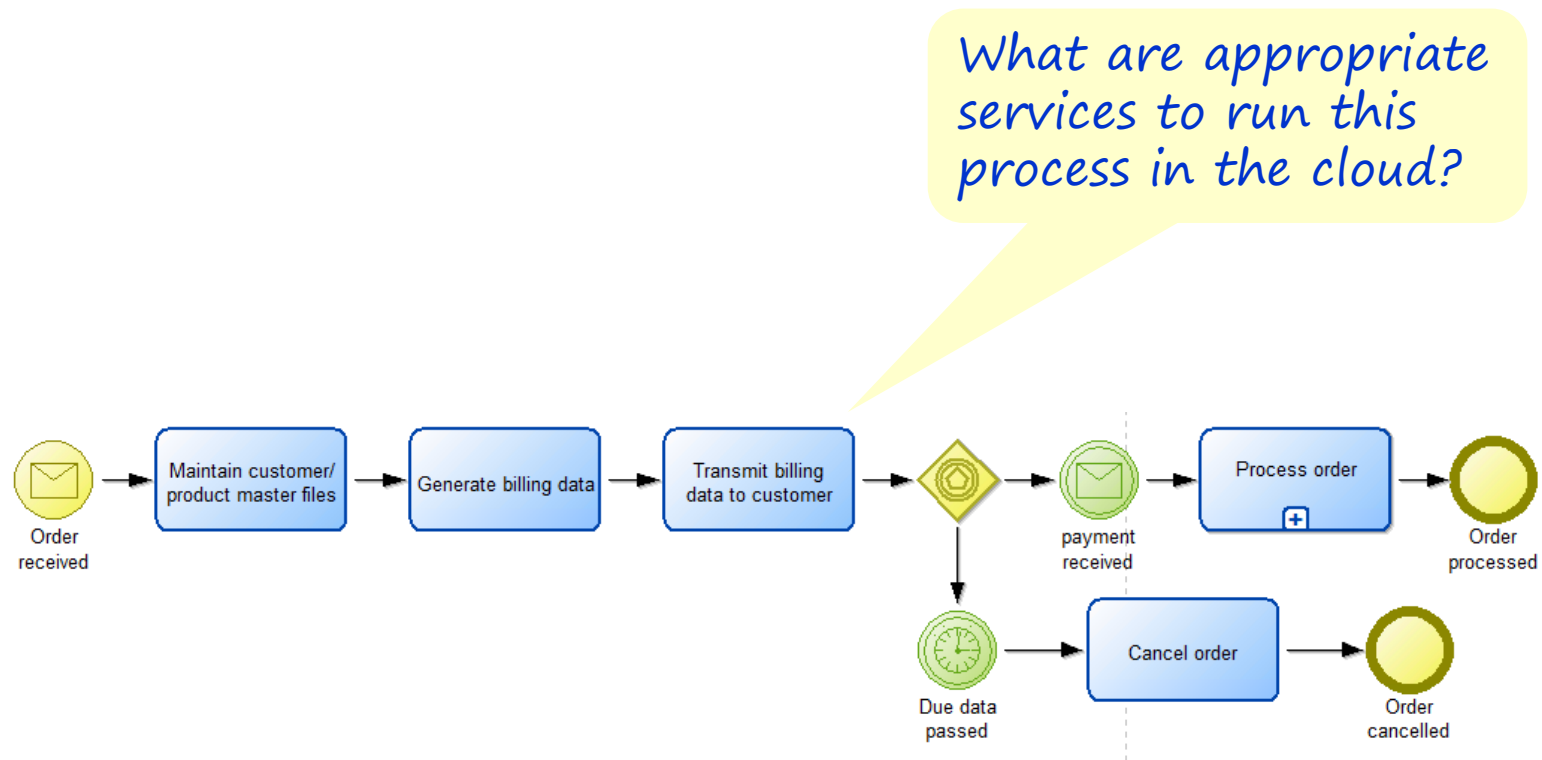 What are appropriate
services to run this
process in the cloud?
Order
received
Maintain customer/
product master files
Generate billing data
Transmit billing
data to customer
payment
received
Process order
Order
processed
Due data
passed
Cancel order
Order
cancelled